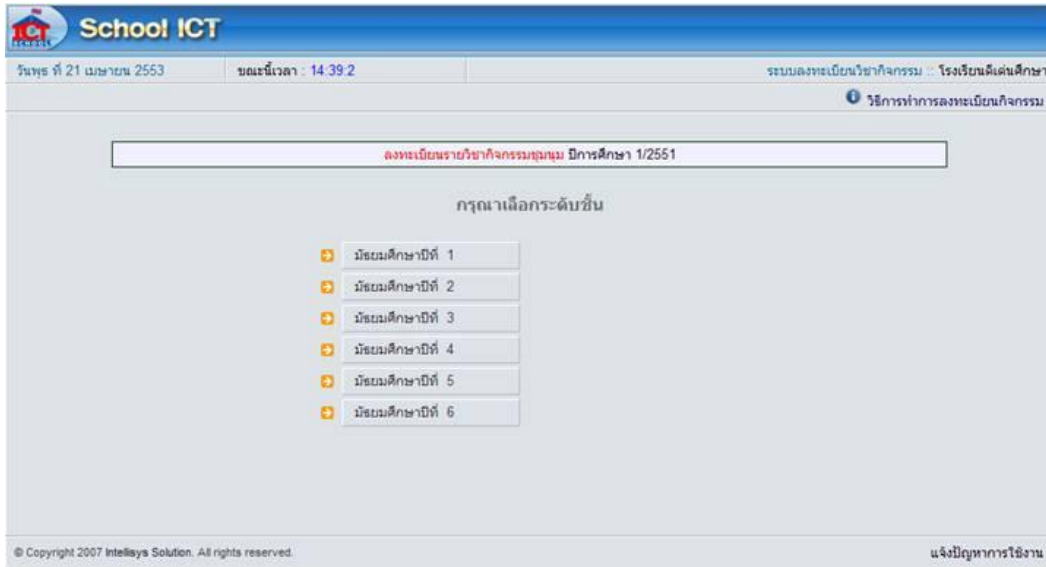 ICT
SCHOOL
School ICT
วันพุธ ที่ 21 เมษายน 2553 ขณะนี้เวลา : 14:39:2 ระบบลงทะเบียนวิชากิจกรรม :: โรงเรียนดีเด่นศึกษา
วิธีการทำการลงทะเบียนกิจกรรม
ลงทะเบียนรายวิชากิจกรรมชุมนุม ปีการศึกษา 1/2551
กรุณาเลือกระดับชั้น
มัธยมศึกษาปีที่ 1
มัธยมศึกษาปีที่ 2
มัธยมศึกษาปีที่ 3
มัธยมศึกษาปีที่ 4
มัธยมศึกษาปีที่ 5
มัธยมศึกษาปีที่ 6
© Copyright 2007 Intellisys Solution. All rights reserved. แจ้งปัญหาการใช้งาน